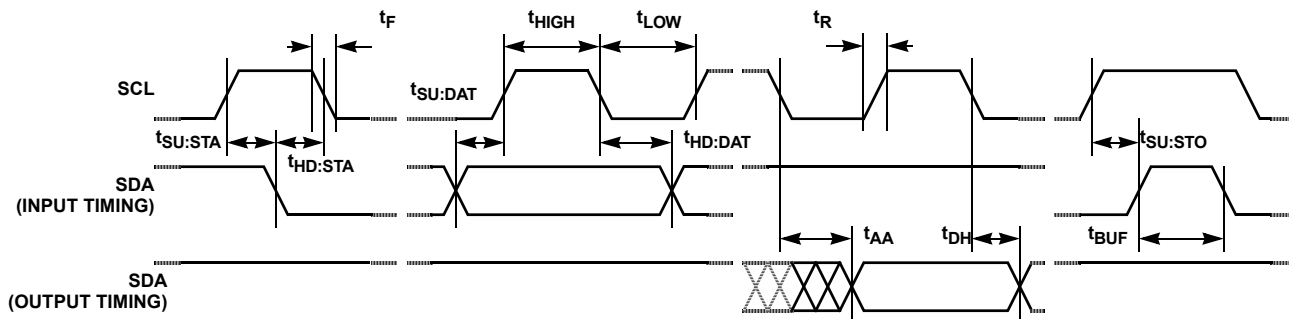 tF
tHIGH
tLOW
tR
SCL
tSU:DAT
tSU:STA
tHD:STA
tHD:DAT
tSU:STO
SDA
(INPUT TIMING)
tAA
tDH
tBUF
SDA
(OUTPUT TIMING)